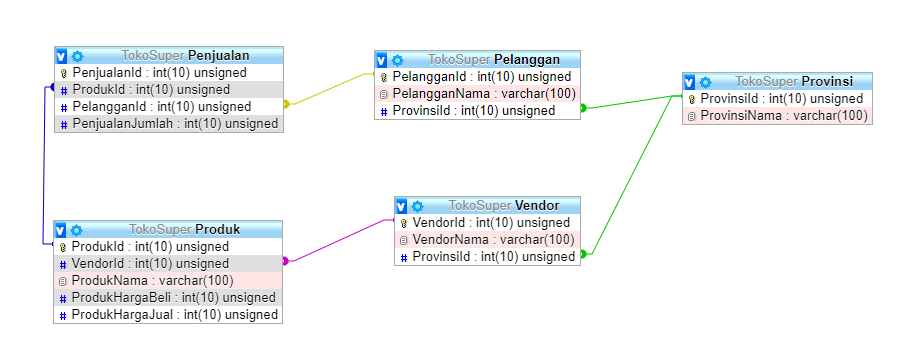 TokoSuper Penjualan
PenjualanId : int(10) unsigned
ProdukId : int(10) unsigned
PelangganId : int(10) unsigned
PenjualanJumlah : int(10) unsigned
TokoSuper Pelanggan
PelangganId : int(10) unsigned
PelangganNama : varchar(100)
ProvinsiId : int(10) unsigned
TokoSuper Provinsi
ProvinsiId : int(10) unsigned
ProvinsiNama : varchar(100)
TokoSuper Produk
ProdukId : int(10) unsigned
VendorId : int(10) unsigned
ProdukNama : varchar(100)
ProdukHargaBeli : int(10) unsigned
ProdukHargaJual : int(10) unsigned
TokoSuper Vendor
VendorId : int(10) unsigned
VendorNama : varchar(100)
ProvinsiId : int(10) unsigned